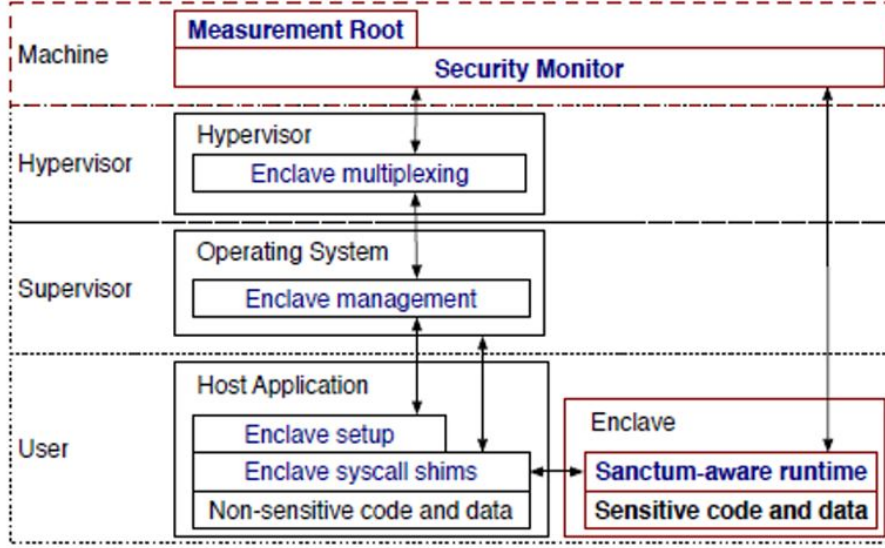 Machine
Measurement Root
Security Monitor
Hypervisor
Hypervisor
Enclave multiplexing
Supervisor
Operating System
Enclave management
User
Host Application
Enclave setup
Enclave syscall shims
Non-sensitive code and data
Enclave
Sanctum-aware runtime
Sensitive code and data